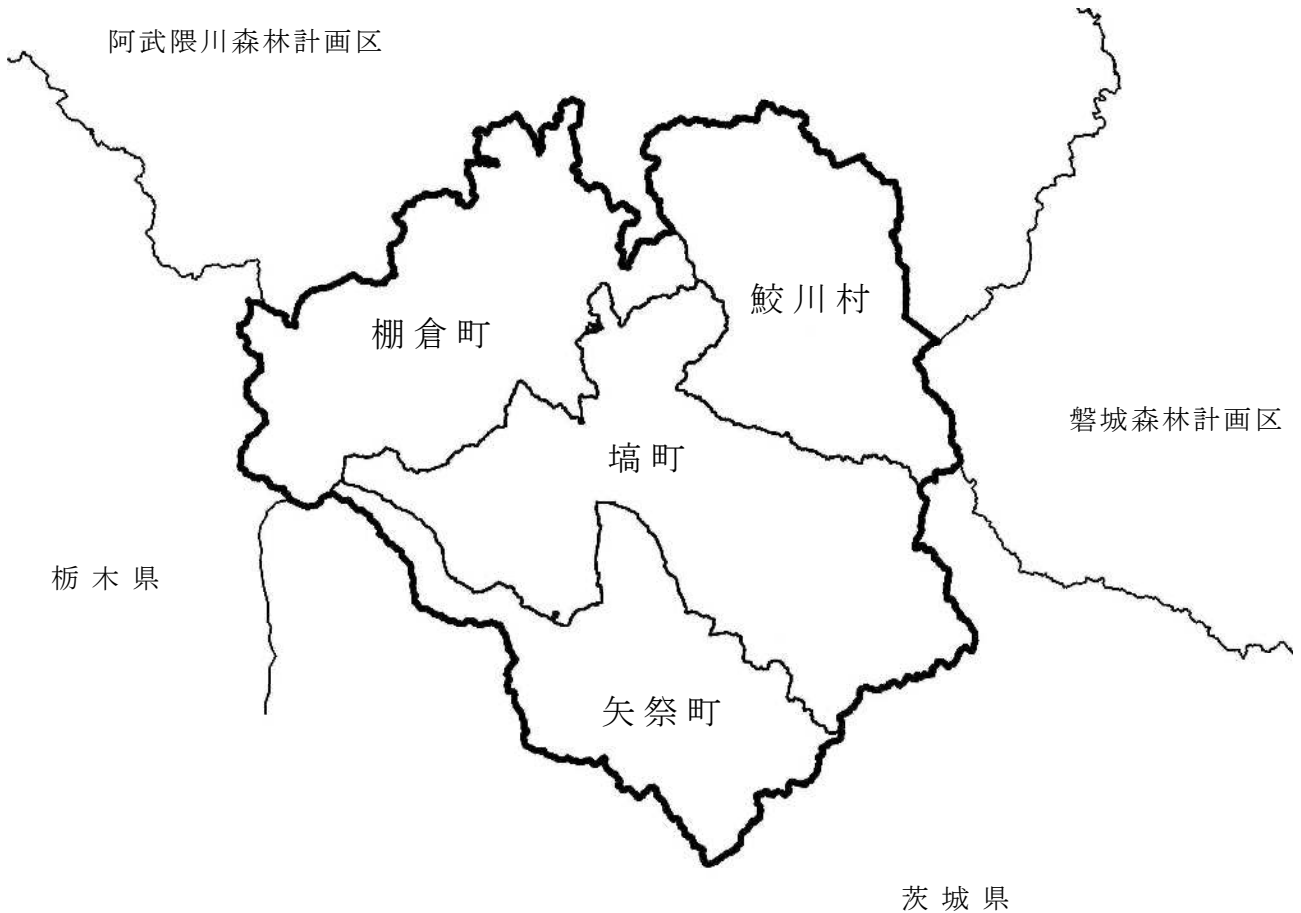 阿武隈川森林計画区
鮫川村
棚倉町
磐城森林計画区
塙町
栃木県
矢祭町
茨城県